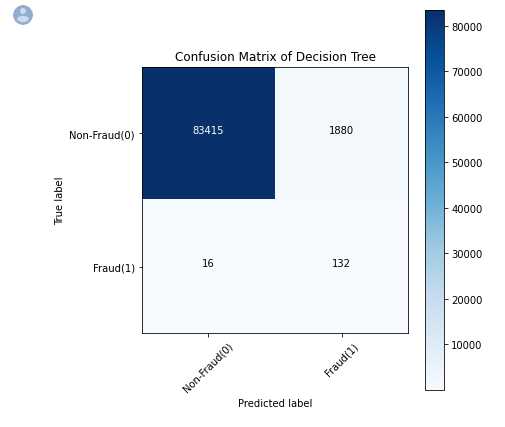 Confusion Matrix of Decision Tree
80000
70000
60000
50000
40000
30000
20000
10000
True label
Non-Fraud(0)
83415
1880
Fraud(1)
16
132
Non-Fraud(0)
Fraud(1)
Predicted label